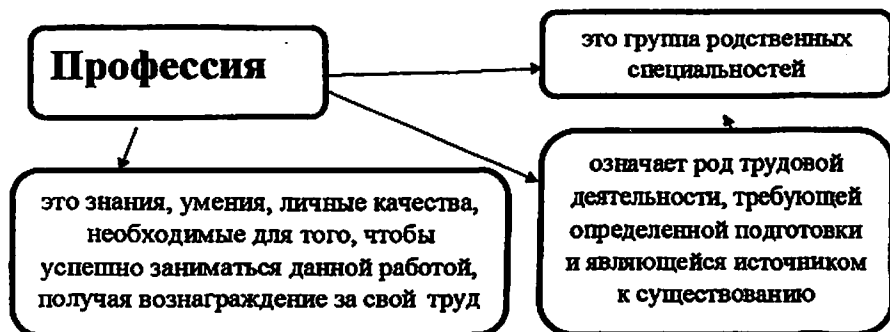 Профессия
это группа родственных
специальностей
это знания, умения, личные качества,
необходимые для того, чтобы
успешно заниматься данной работой,
получая вознаграждение за свой труд
означает род трудовой
деятельности, требующей
определенной подготовки
и являющейся источником
к существованию